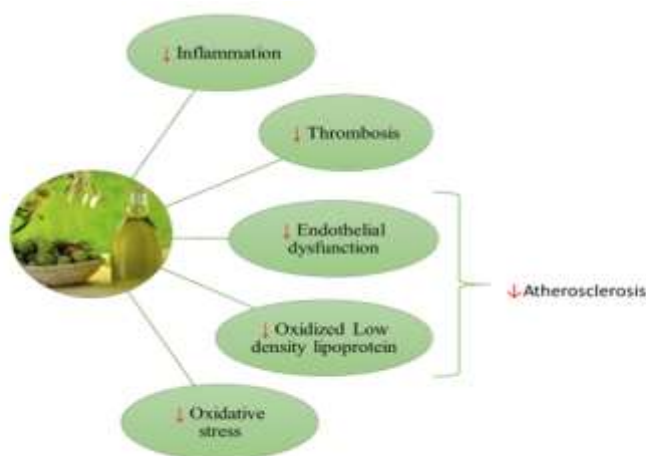 ↓ Inflammation
↓ Thrombosis
↓ Endothelial
dysfunction
↓ Oxidized Low
density lipoprotein
↓ Oxidative
stress
↓Atherosclerosis